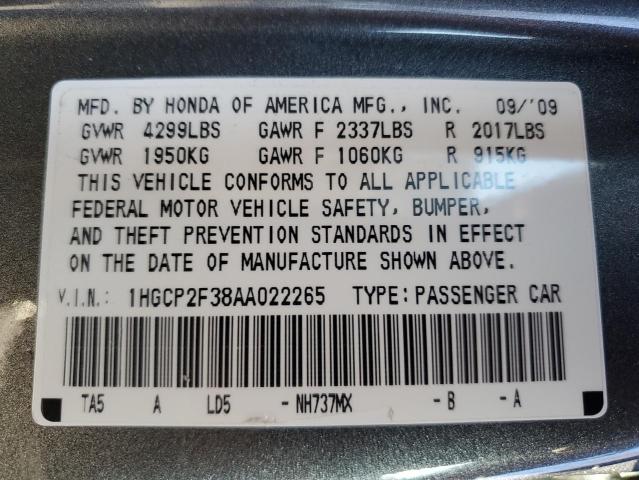 MFD. BY HONDA OF AMERICA MFG., INC. 09/'09
GVWR 4299LBS GAWR F 2337LBS R 2017LBS
GVWR 1950KG GAWR F 1060KG R 915KG
THIS VEHICLE CONFORMS TO ALL APPLICABLE
FEDERAL MOTOR VEHICLE SAFETY, BUMPER,
AND THEFT PREVENTION STANDARDS IN EFFECT
ON THE DATE OF MANUFACTURE SHOWN ABOVE.
V.I.N.: 1HGCP2F38AA022265 TYPE: PASSENGER CAR
TA5 A LD5 -NH737MX -B -A